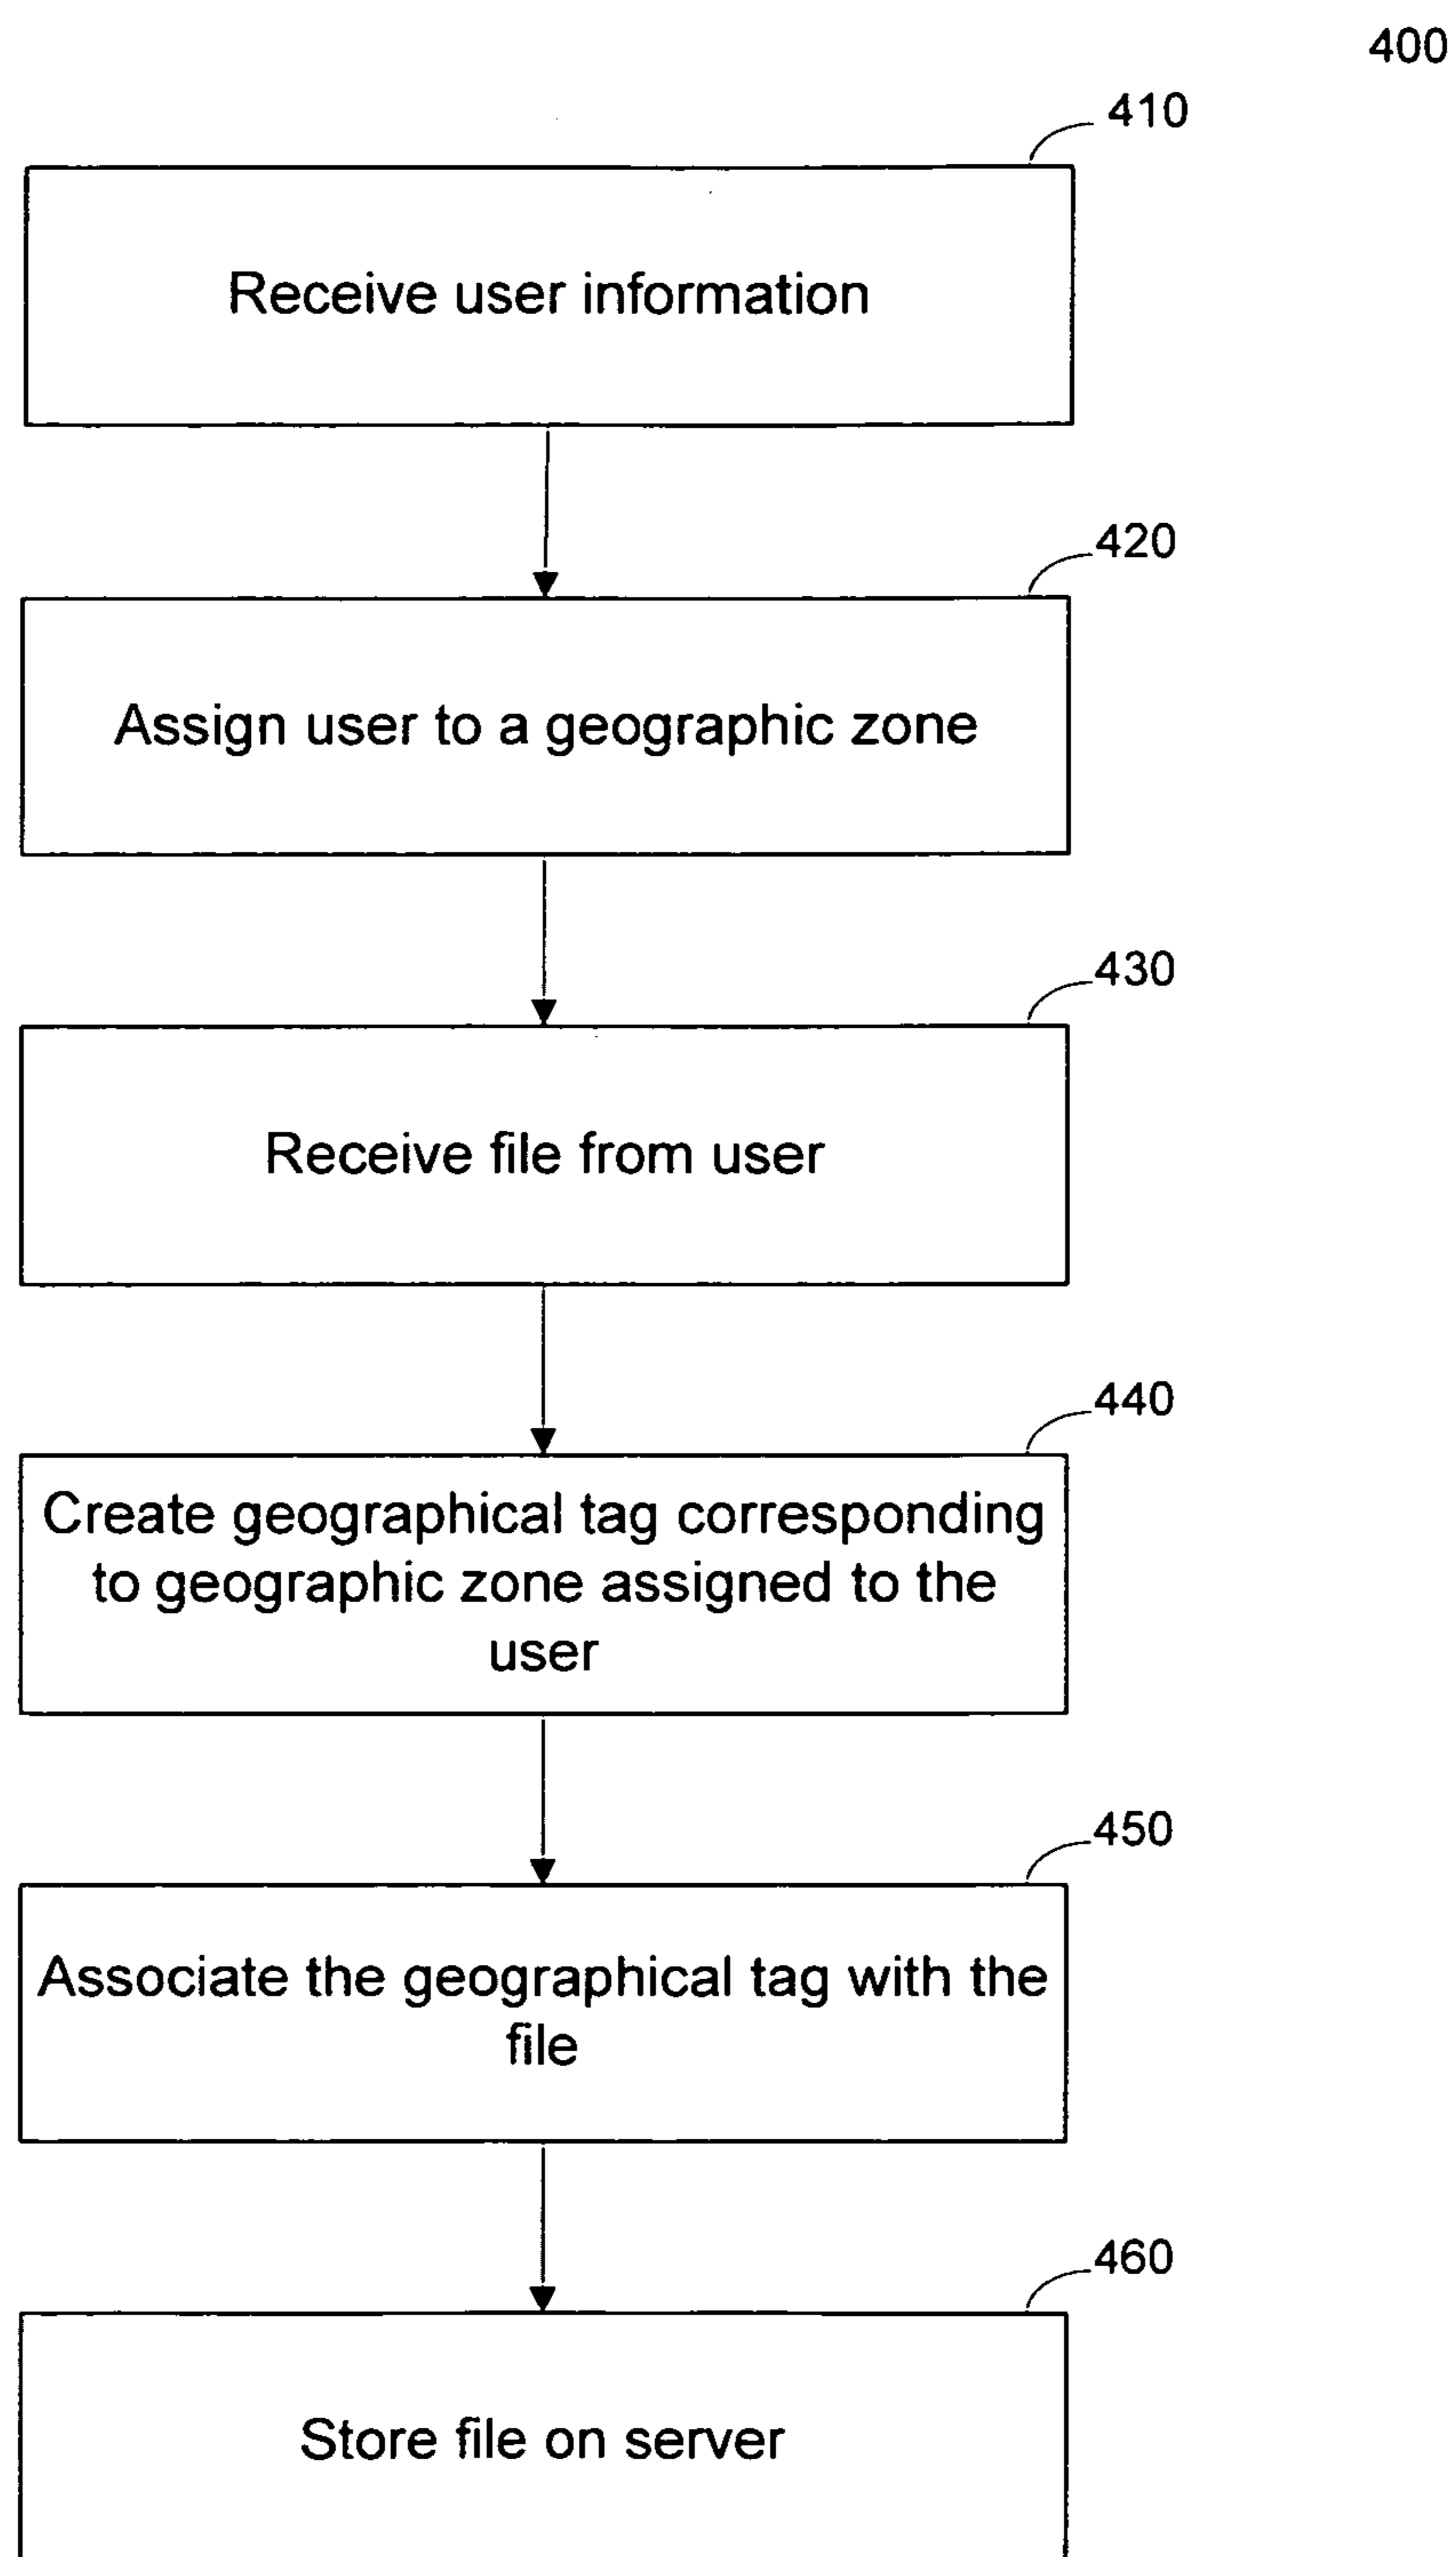 400
410
Receive user information
420
Assign user to a geographic zone
430
Receive file from user
440
Create geographical tag corresponding
to geographic zone assigned to the
user
450
Associate the geographical tag with the
file
460
Store file on server